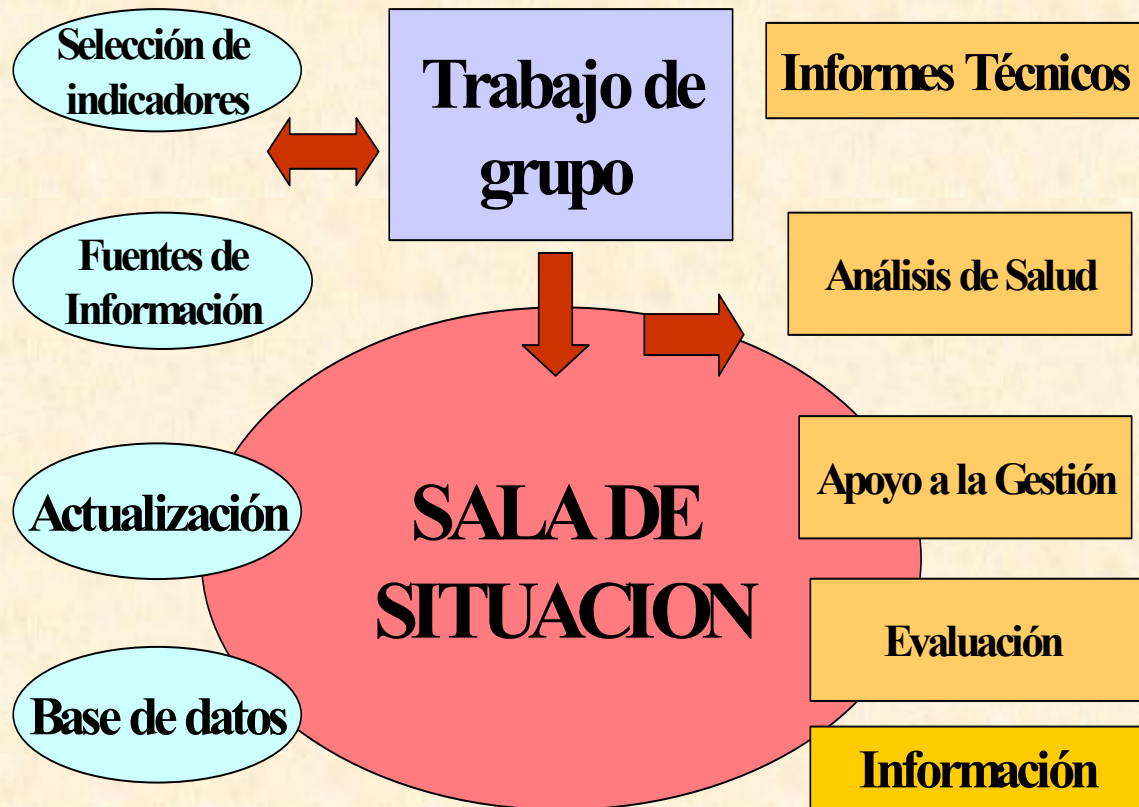 Selección de
indicadores
Trabajo de
grupo
Informes Técnicos
Fuentes de
Información
Análisis de Salud
Actualización
SALA DE
SITUACION
Apoyo a la Gestión
Evaluación
Base de datos
Información